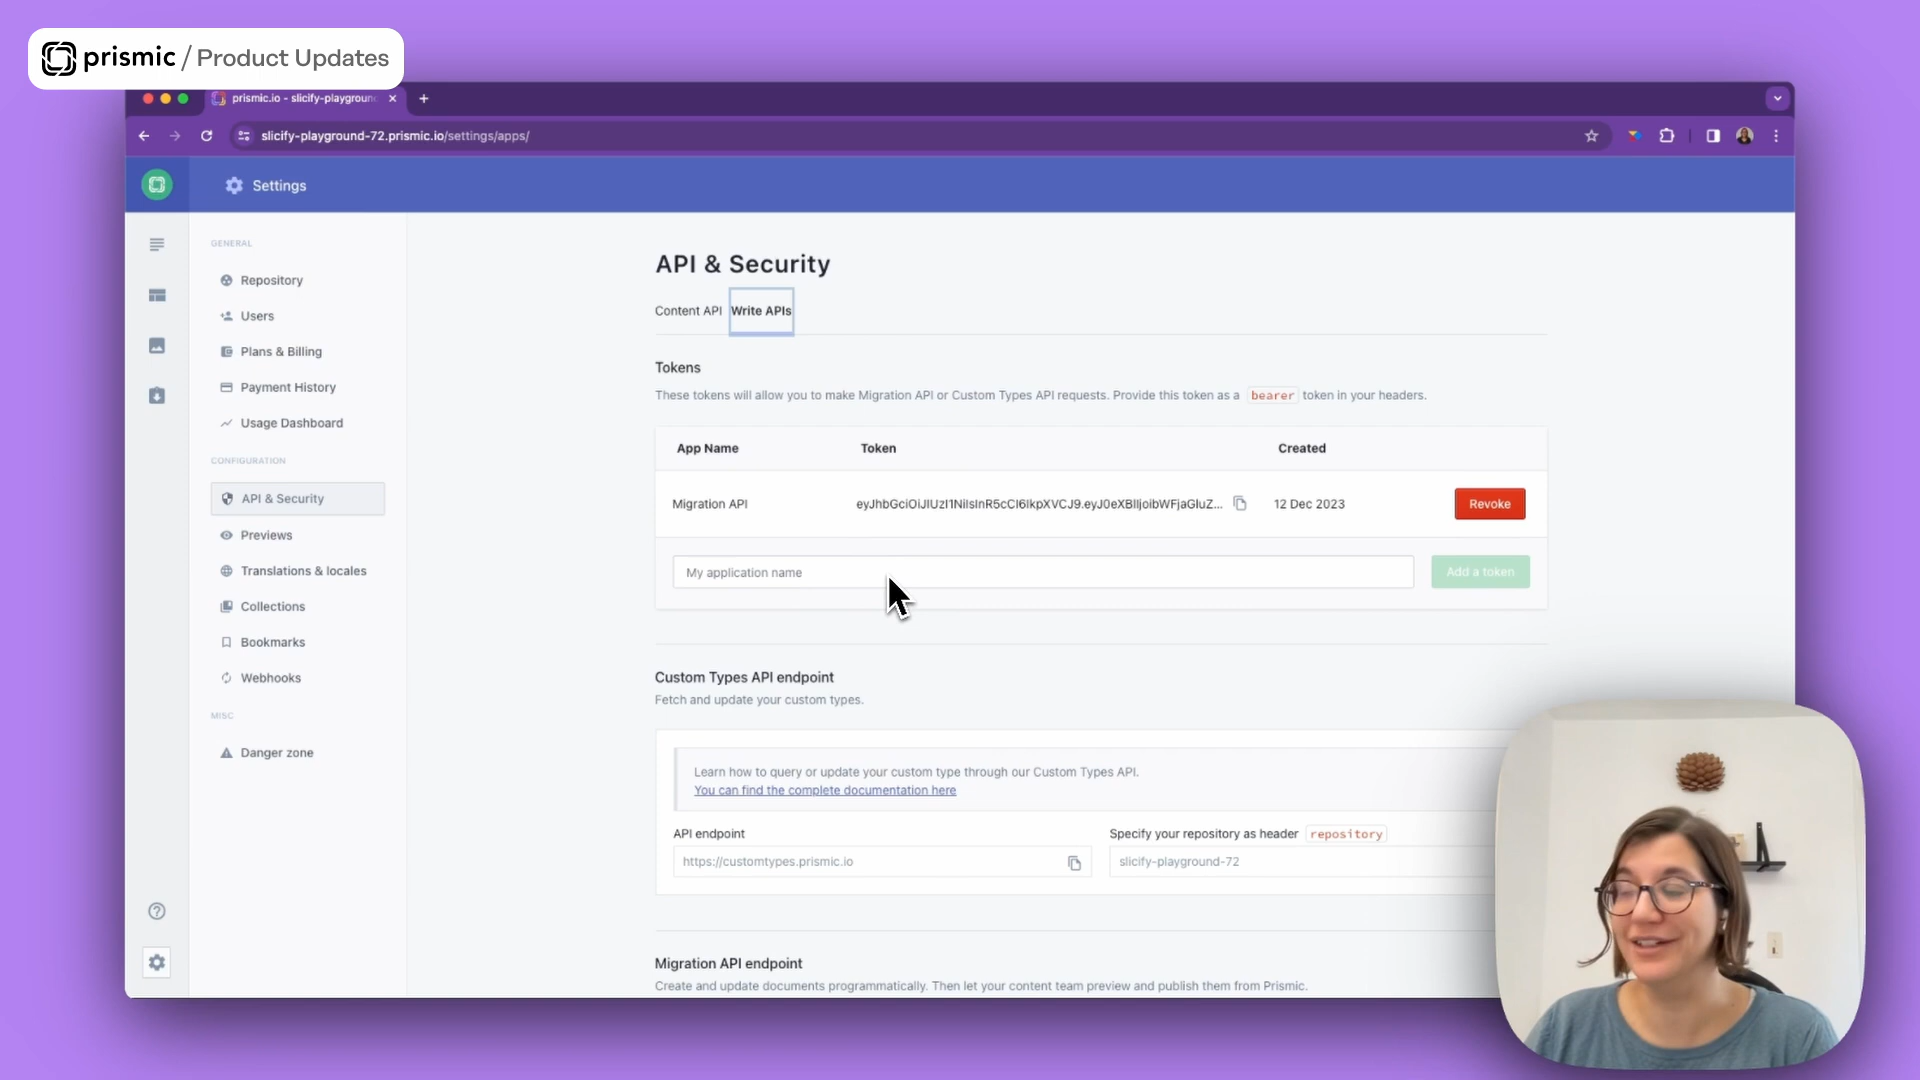 prismic / Product Updates
prismic.io - slicify-playground
slicify-playground-72.prismic.io/settings/apps/
Settings
GENERAL
Repository
Users
Plans & Billing
Payment History
Usage Dashboard
CONFIGURATION
API & Security
Previews
Translations & locales
Collections
Bookmarks
Webhooks
MISC
Danger zone
API & Security
Content API Write APIs
Tokens
These tokens will allow you to make Migration API or Custom Types API requests. Provide this token as a bearer token in your headers.
App Name Token Created
Migration API 12 Dec 2023 Revoke
My application name Add a token
Custom Types API endpoint
Fetch and update your custom types.
Learn how to query or update your custom type through our Custom Types API.
You can find the complete documentation here
API endpoint Specify your repository as header repository
https://customtypes.prismic.io slicify-playground-72
Migration API endpoint
Create and update documents programmatically. Then let your content team preview and publish them from Prismic.